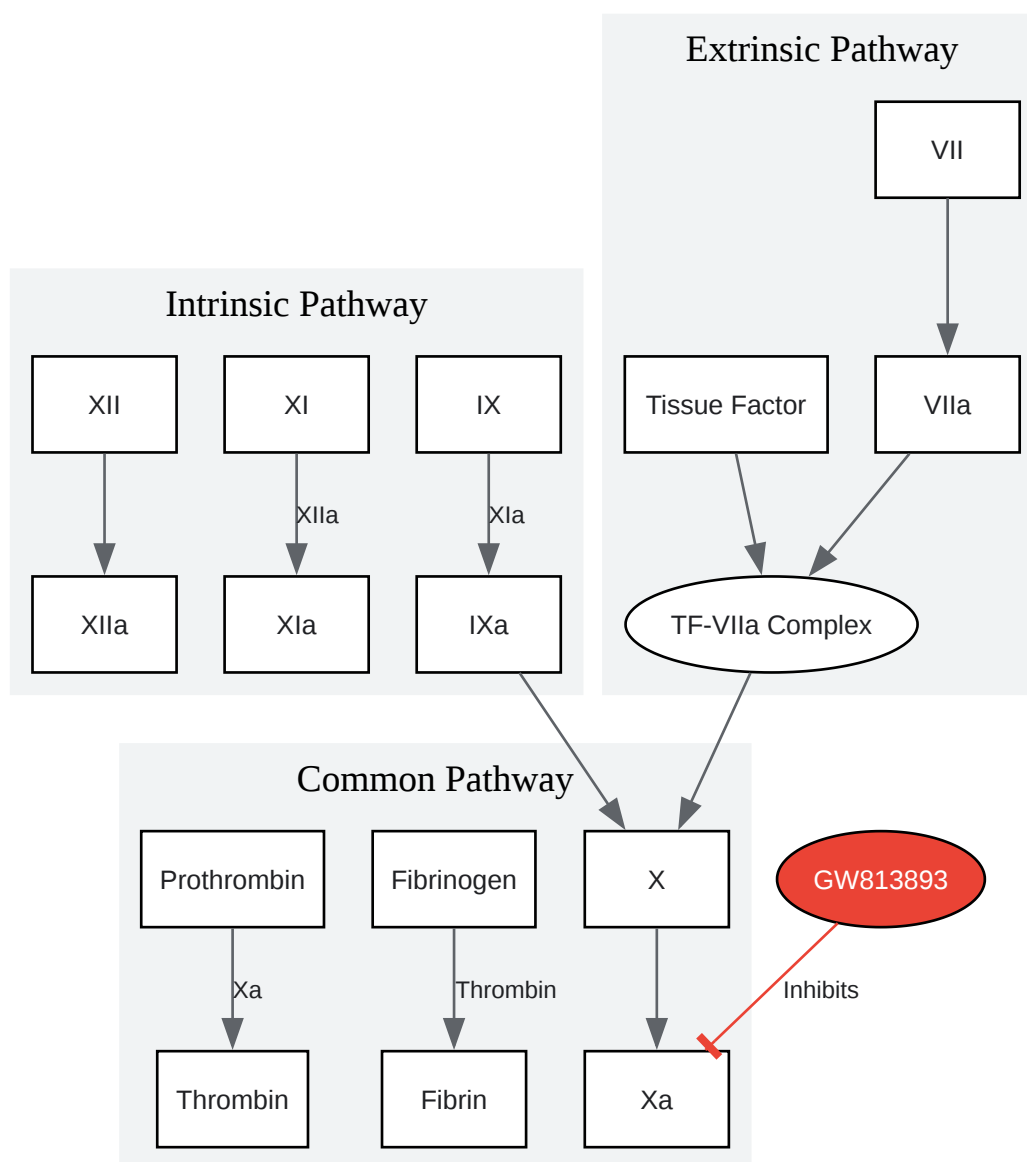 Extrinsic Pathway
VII
Intrinsic Pathway
XII
XI
IX
Tissue Factor
VIIa
XIIa
XIa
XIIa
XIa
IXa
TF-VIIa Complex
Common Pathway
Prothrombin
Fibrinogen
X
GW813893
Xa
Thrombin
Inhibits
Thrombin
Fibrin
Xa